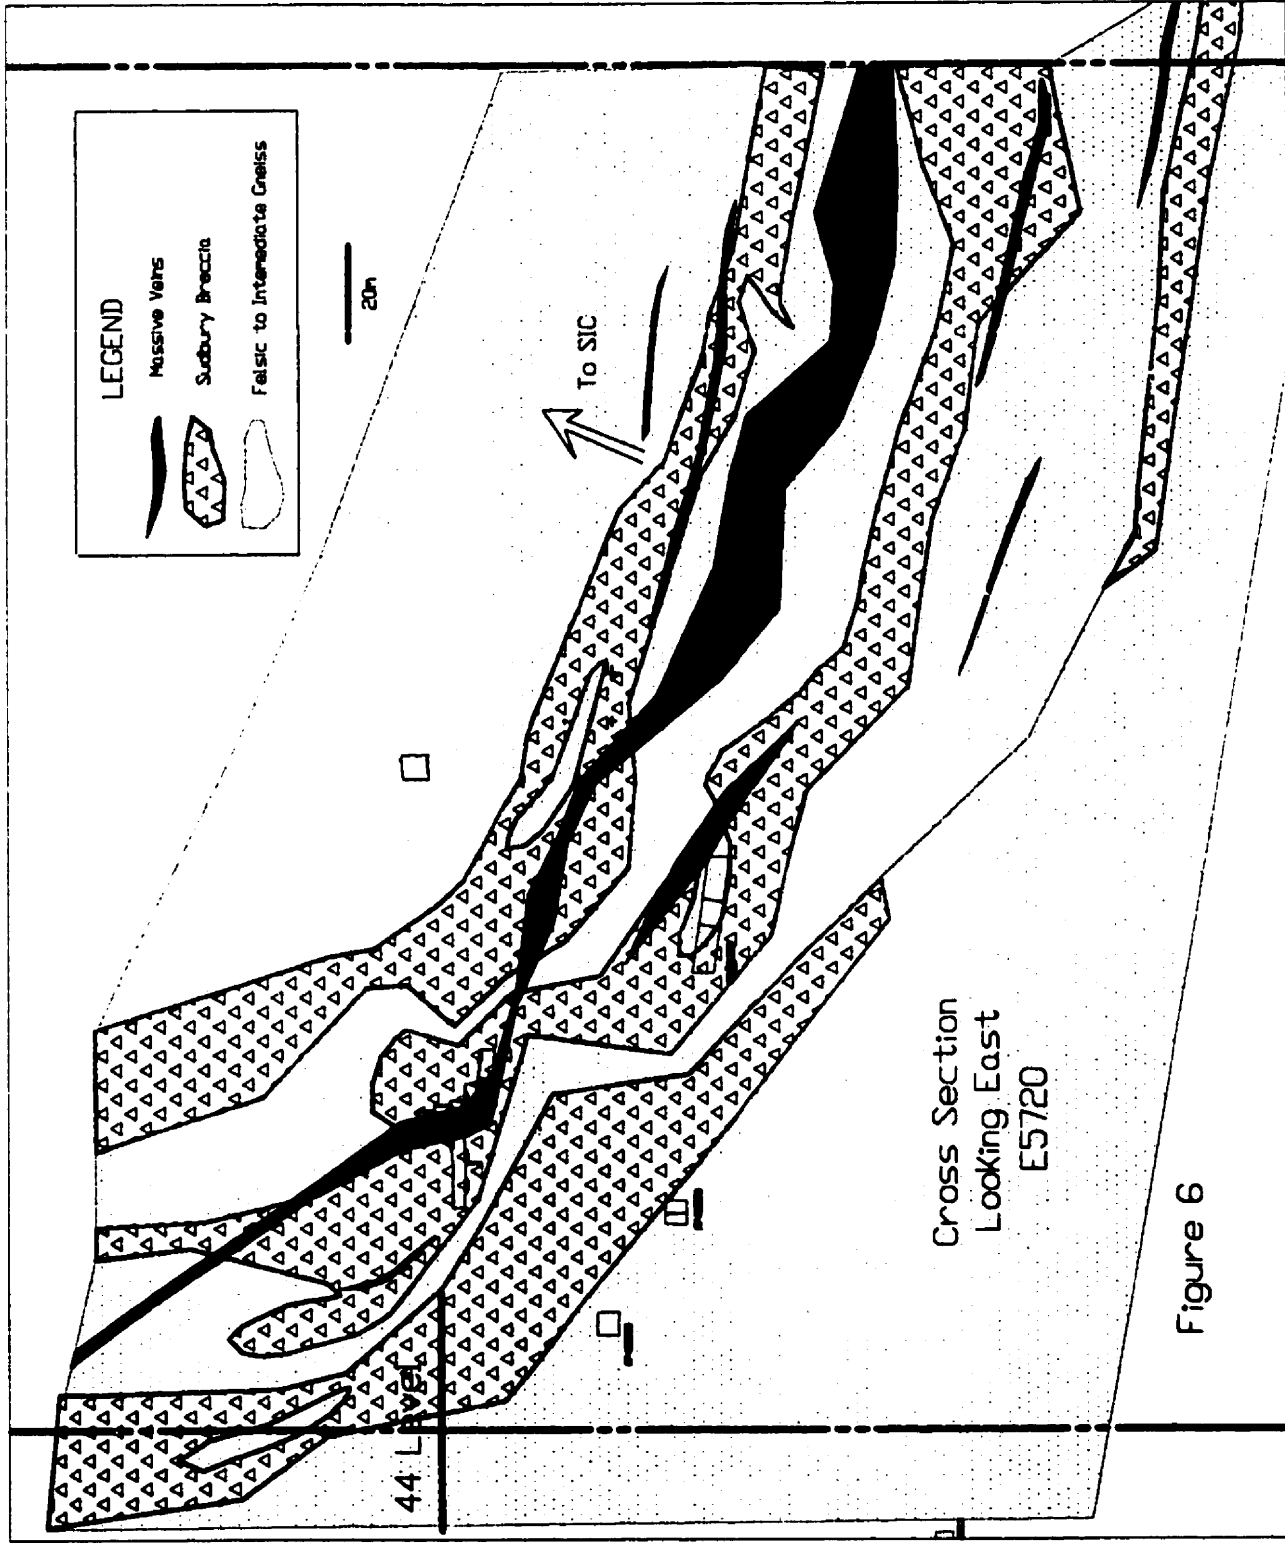 LEGEND
Massive Veins
Sudbury Breccia
Felsic to Intemediate Gneiss
20m
To SIC
44 Level
Cross Section
Looking East
E5720
Figure 6